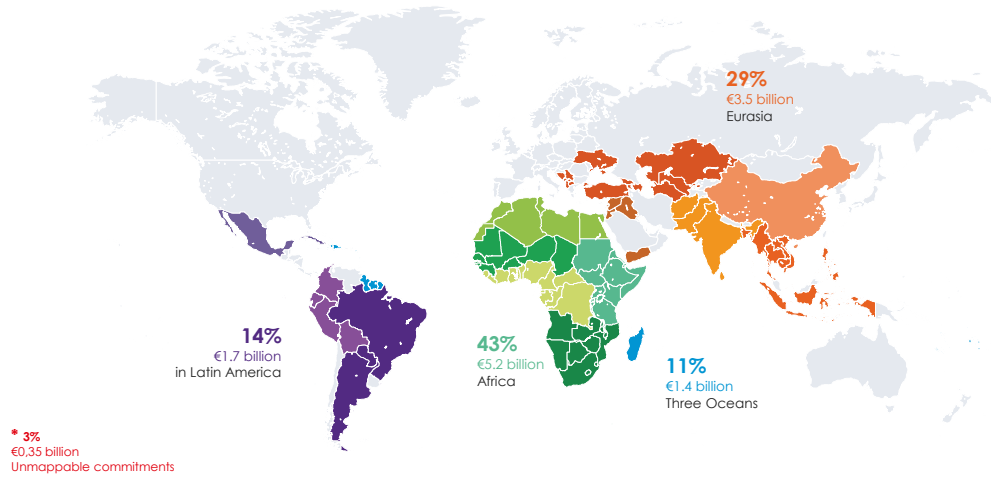 29%
€3.5 billion
Eurasia
14%
€1.7 billion
in Latin America
43%
€5.2 billion
Africa
11%
€1.4 billion
Three Oceans
* 3%
€0,35 billion
Unmappable commitments